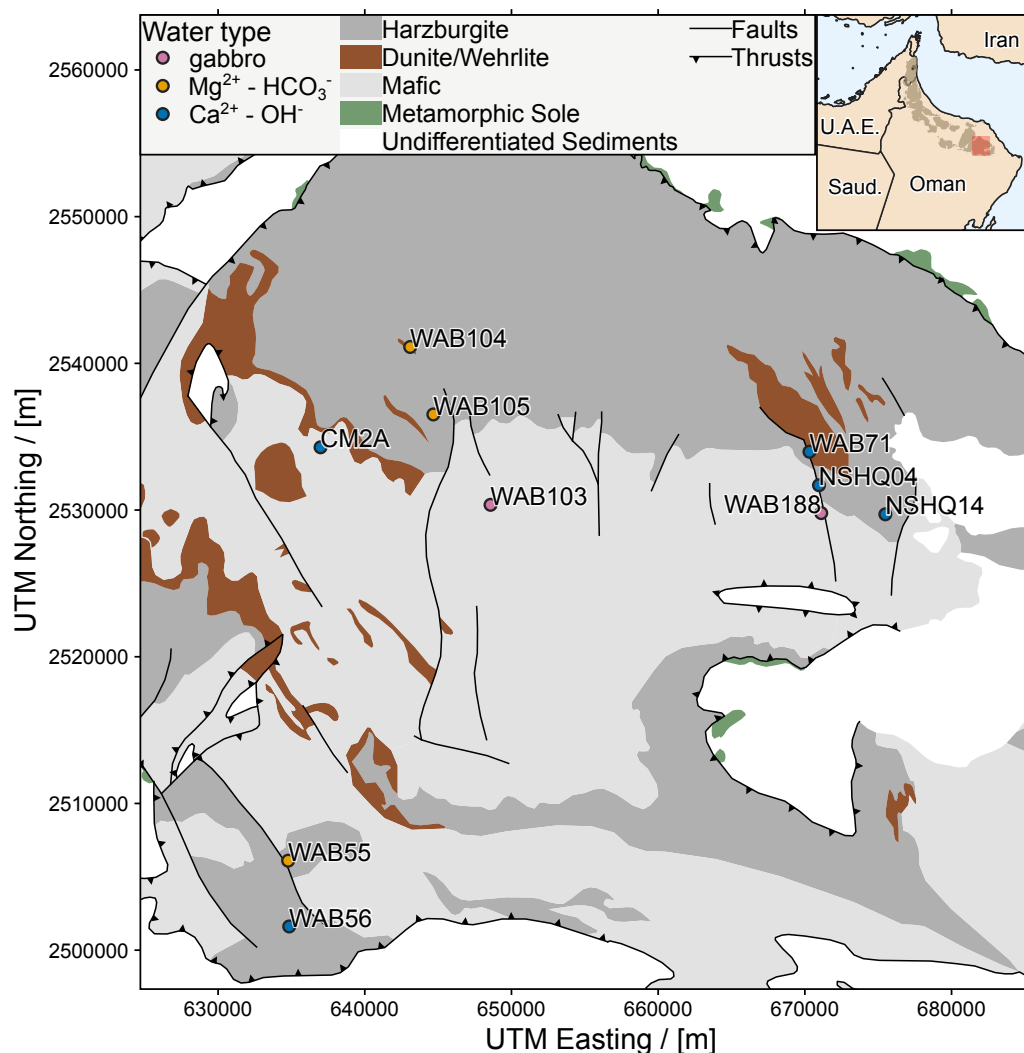 Water type
gabbro
Mg²⁺ - HCO₃⁻
Ca²⁺ - OH⁻
Harzburgite
Dunite/Wehrlite
Mafic
Metamorphic Sole
Undifferentiated Sediments
Faults
Thrusts
Iran
U.A.E.
Saud.
Oman
2560000
2550000
2540000
2530000
2520000
2510000
2500000
UTM Northing / [m]
WAB104
WAB105
CM2A
WAB71
NSHQ04
WAB103
WAB188
NSHQ14
WAB55
WAB56
630000
640000
650000
660000
670000
680000
UTM Easting / [m]